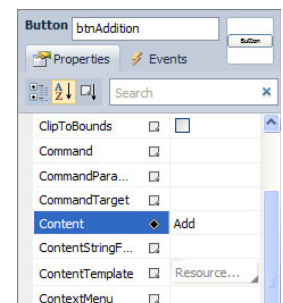 Button btnAddition
Button
Properties Events
Search
ClipToBounds
Command
CommandPara...
CommandTarget
Content Add
ContentStringF...
ContentTemplate Resource...
ContextMenu